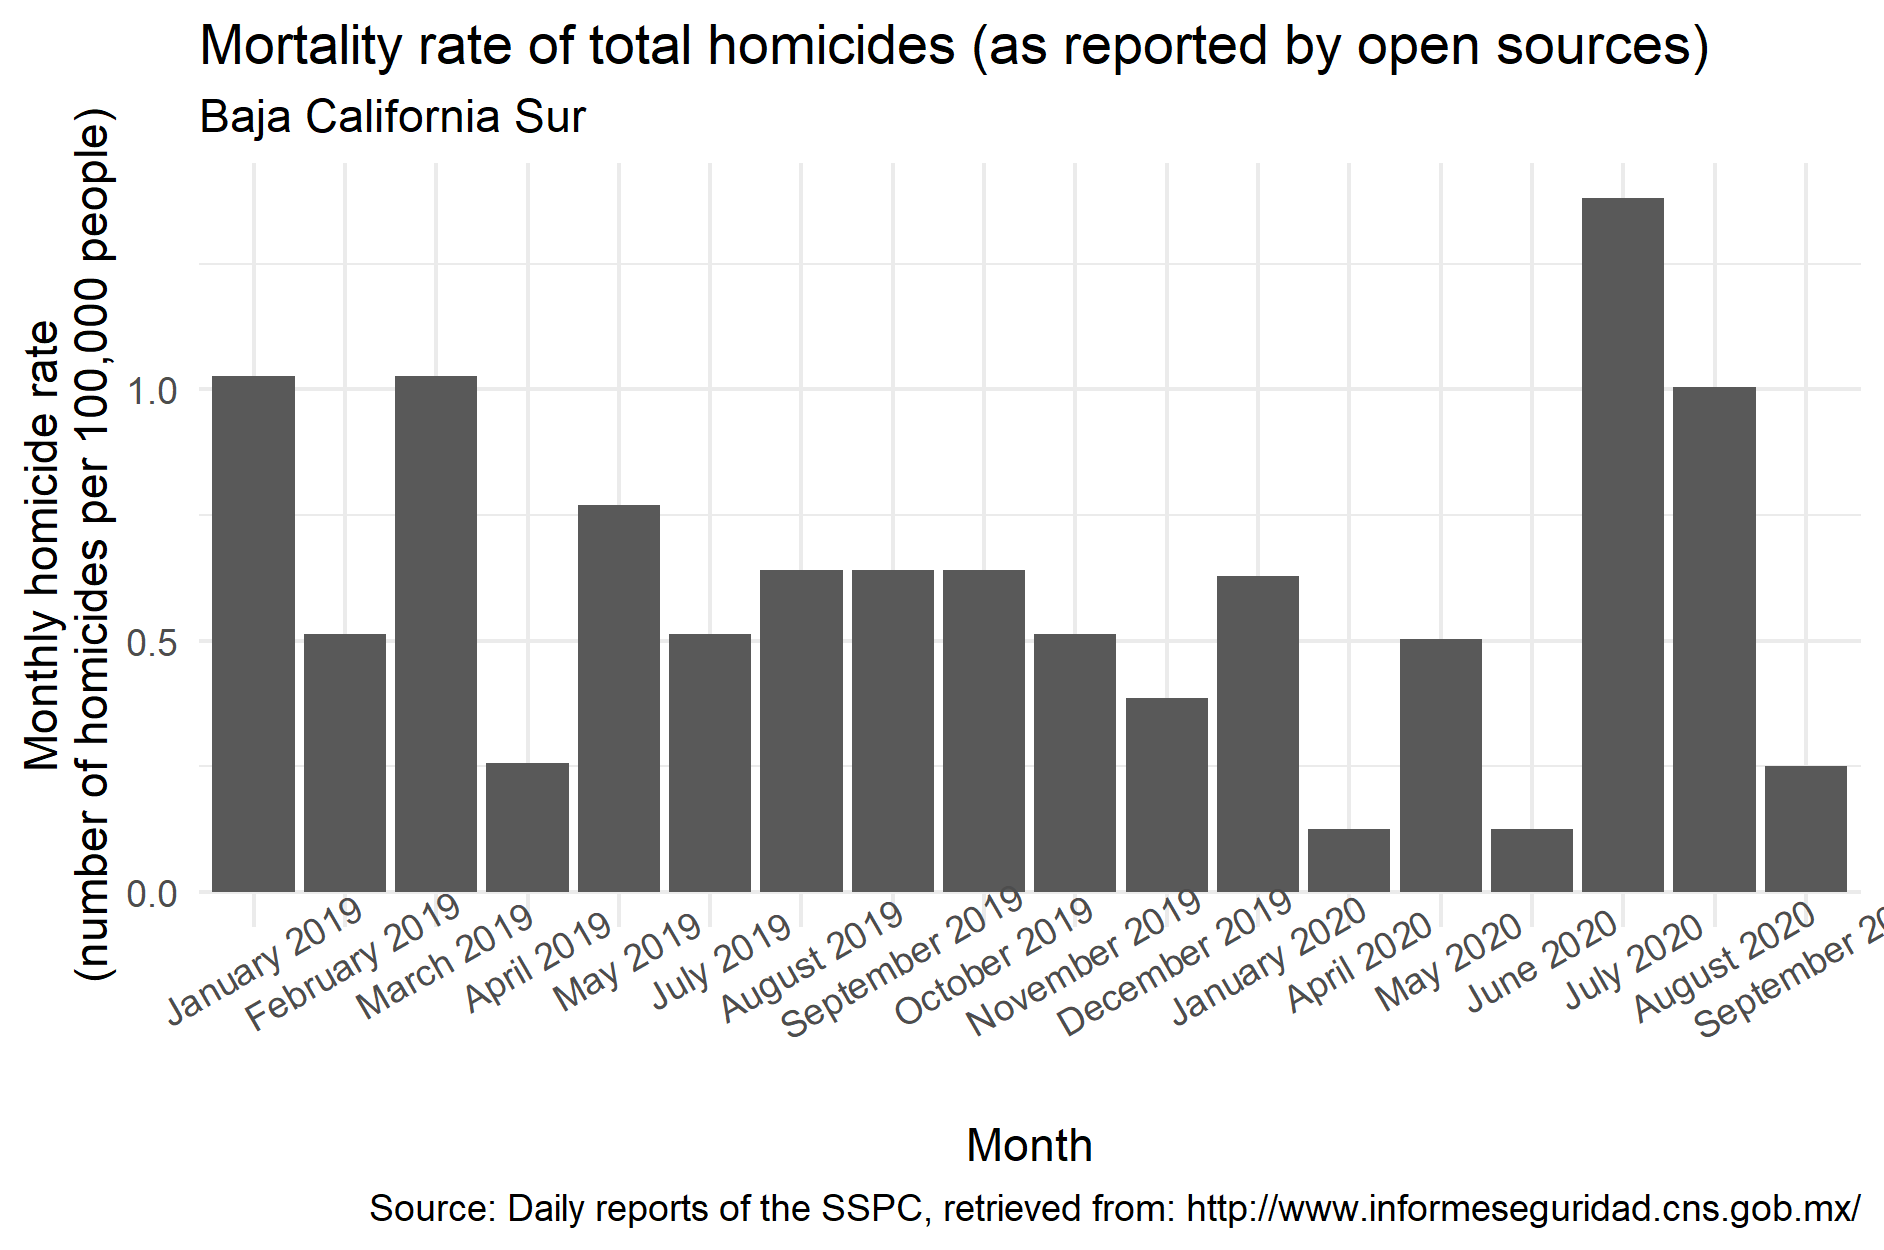 Mortality rate of total homicides (as reported by open sources)
Baja California Sur
Monthly homicide rate
(number of homicides per 100,000 people)
1.0
0.5
0.0
January 2019
February 2019
March 2019
April 2019
May 2019
July 2019
August 2019
September 2019
October 2019
November 2019
December 2019
January 2020
April 2020
May 2020
June 2020
July 2020
August 2020
September 20
Month
Source: Daily reports of the SSPC, retrieved from: http://www.informeseguridad.cns.gob.mx/